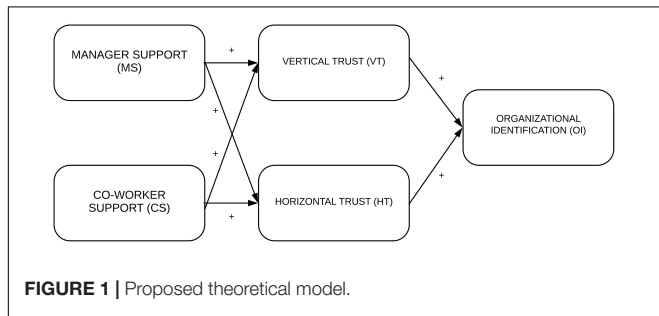 MANAGER SUPPORT
(MS)
+
VERTICAL TRUST (VT)
+
+
ORGANIZATIONAL
IDENTIFICATION (OI)
+
CO-WORKER
SUPPORT (CS)
+
HORIZONTAL TRUST (HT)
+
FIGURE 1 | Proposed theoretical model.